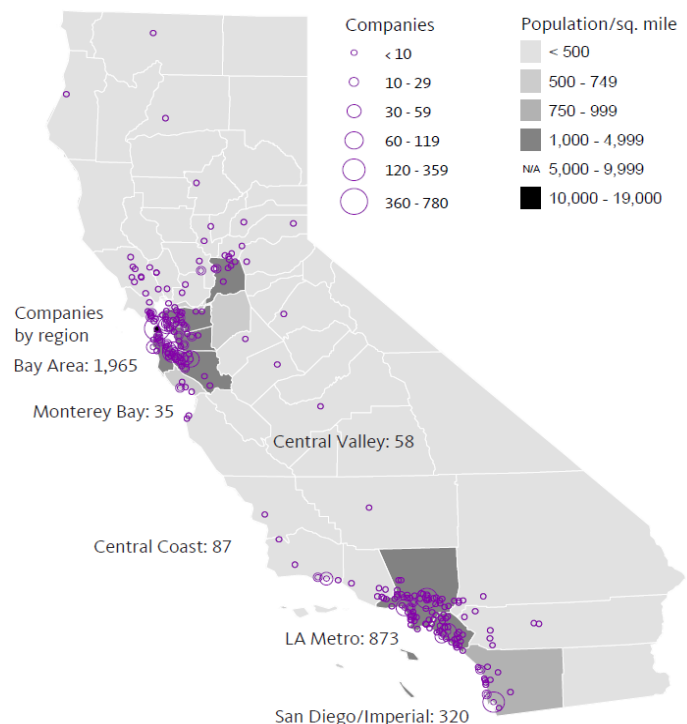 Companies
< 10
10 - 29
30 - 59
60 - 119
120 - 359
360 - 780
Population/sq. mile
< 500
500 - 749
750 - 999
1,000 - 4,999
N/A 5,000 - 9,999
10,000 - 19,000
Companies
by region
Bay Area: 1,965
Monterey Bay: 35
Central Valley: 58
Central Coast: 87
LA Metro: 873
San Diego/Imperial: 320